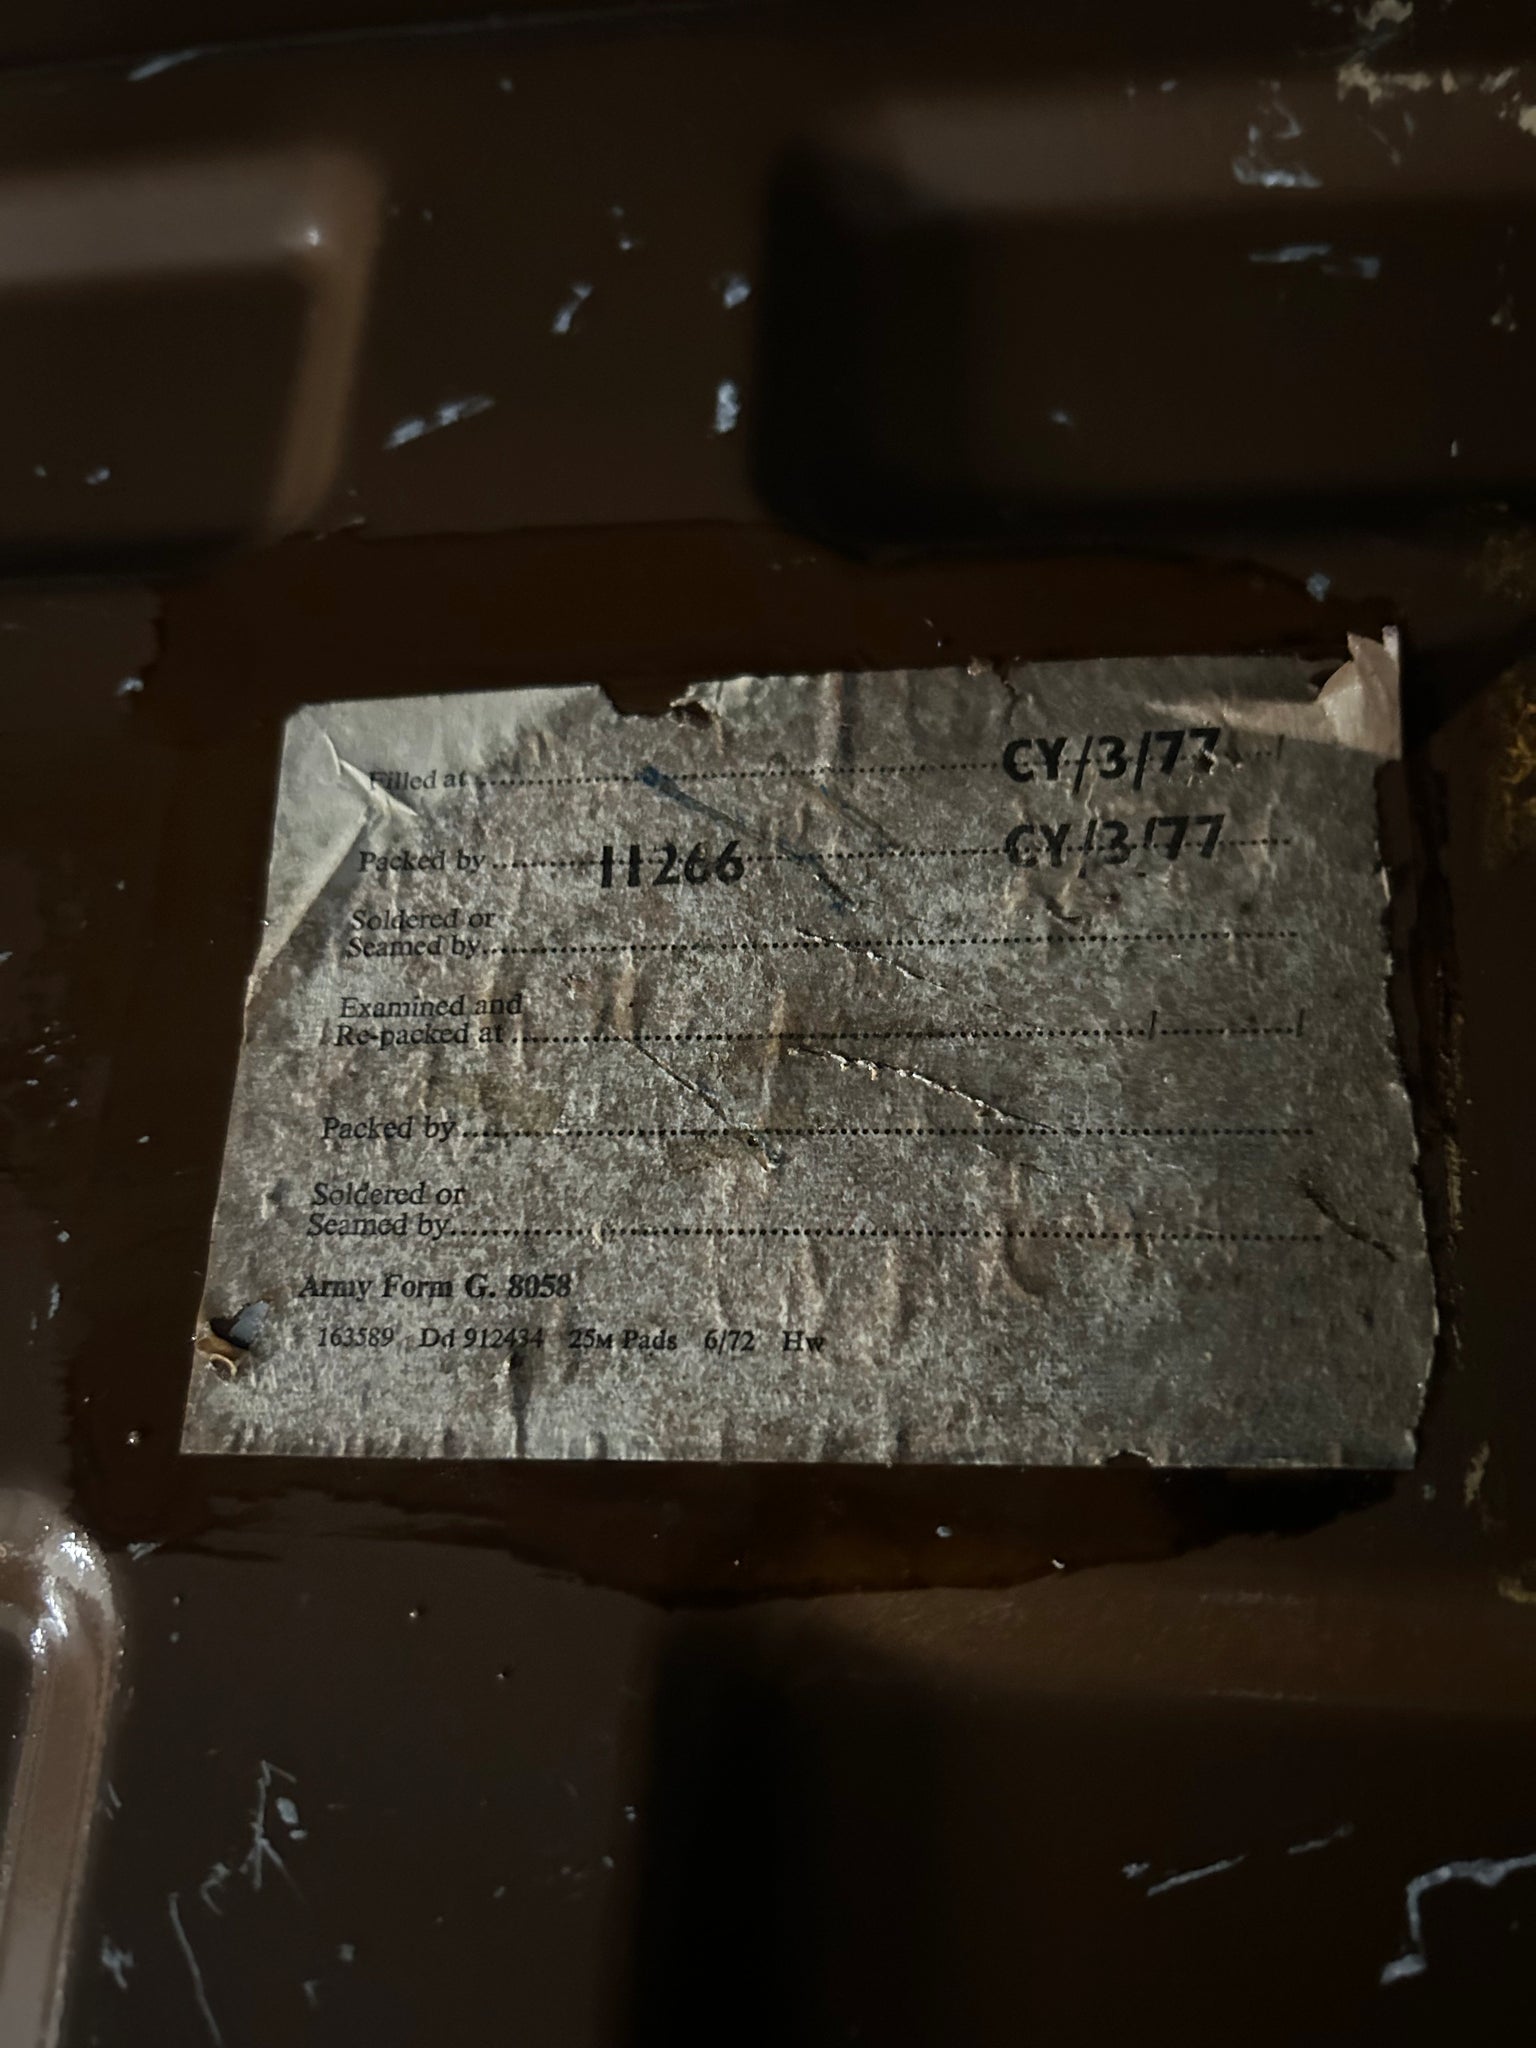 Filled at CY/3/77
Packed by H266 CY/3/77
Soldered or
Seamed by
Examined and
Re-packed at
Packed by
Soldered or
Seamed by
Army Form G. 8058
163589 Dd 912434 25M Pads 6/72 Hw